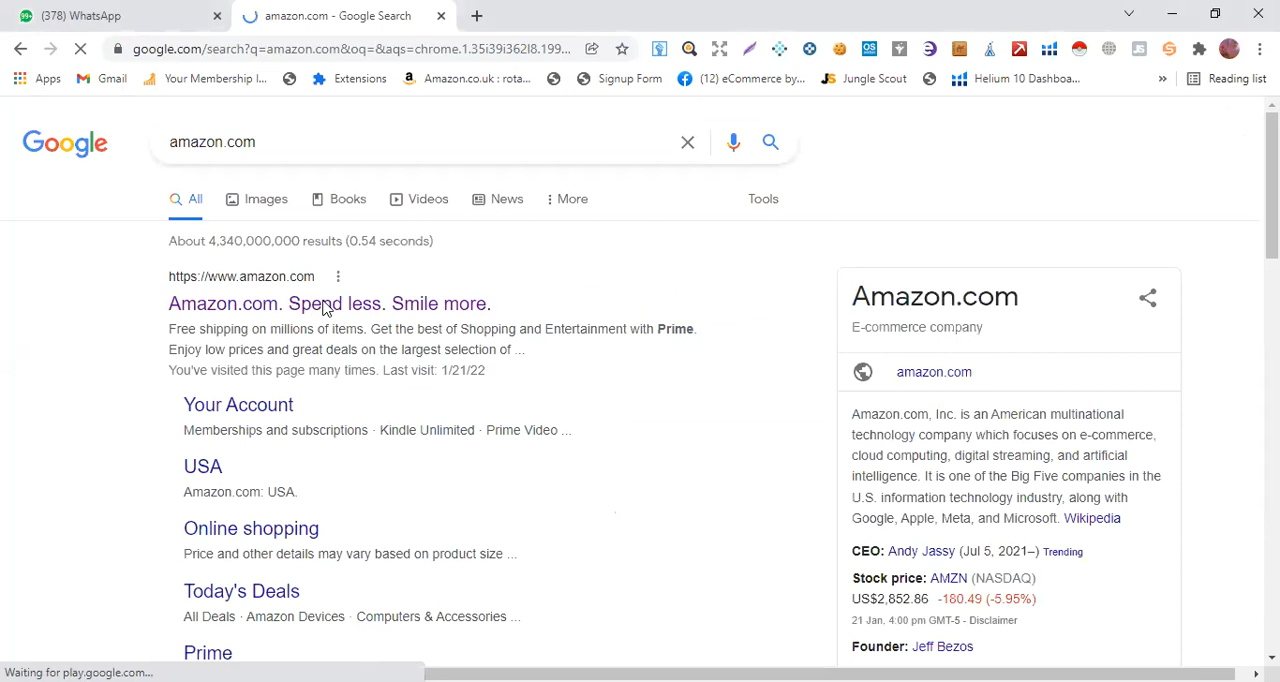 99+ (378) WhatsApp
amazon.com - Google Search
google.com/search?q=amazon.com&oq=&aqs=chrome.1.35i39i362l8.199...
OS
JS
Apps
Gmail
Your Membership I...
Extensions
Amazon.co.uk : rota...
Signup Form
(12) eCommerce by...
JS Jungle Scout
Helium 10 Dashboa...
»
Reading list
Google
amazon.com
All
Images
Books
Videos
News
More
Tools
About 4,340,000,000 results (0.54 seconds)
https://www.amazon.com
Amazon.com. Spend less. Smile more.
Free shipping on millions of items. Get the best of Shopping and Entertainment with Prime.
Enjoy low prices and great deals on the largest selection of ...
You've visited this page many times. Last visit: 1/21/22
Your Account
Memberships and subscriptions · Kindle Unlimited · Prime Video ...
USA
Amazon.com: USA.
Online shopping
Price and other details may vary based on product size ...
Today's Deals
All Deals · Amazon Devices · Computers & Accessories ...
Prime
Amazon.com
E-commerce company
amazon.com
Amazon.com, Inc. is an American multinational
technology company which focuses on e-commerce,
cloud computing, digital streaming, and artificial
intelligence. It is one of the Big Five companies in the
U.S. information technology industry, along with
Google, Apple, Meta, and Microsoft. Wikipedia
CEO: Andy Jassy (Jul 5, 2021–) Trending
Stock price: AMZN (NASDAQ)
US$2,852.86 -180.49 (-5.95%)
21 Jan, 4:00 pm GMT-5 - Disclaimer
Founder: Jeff Bezos
Waiting for play.google.com...